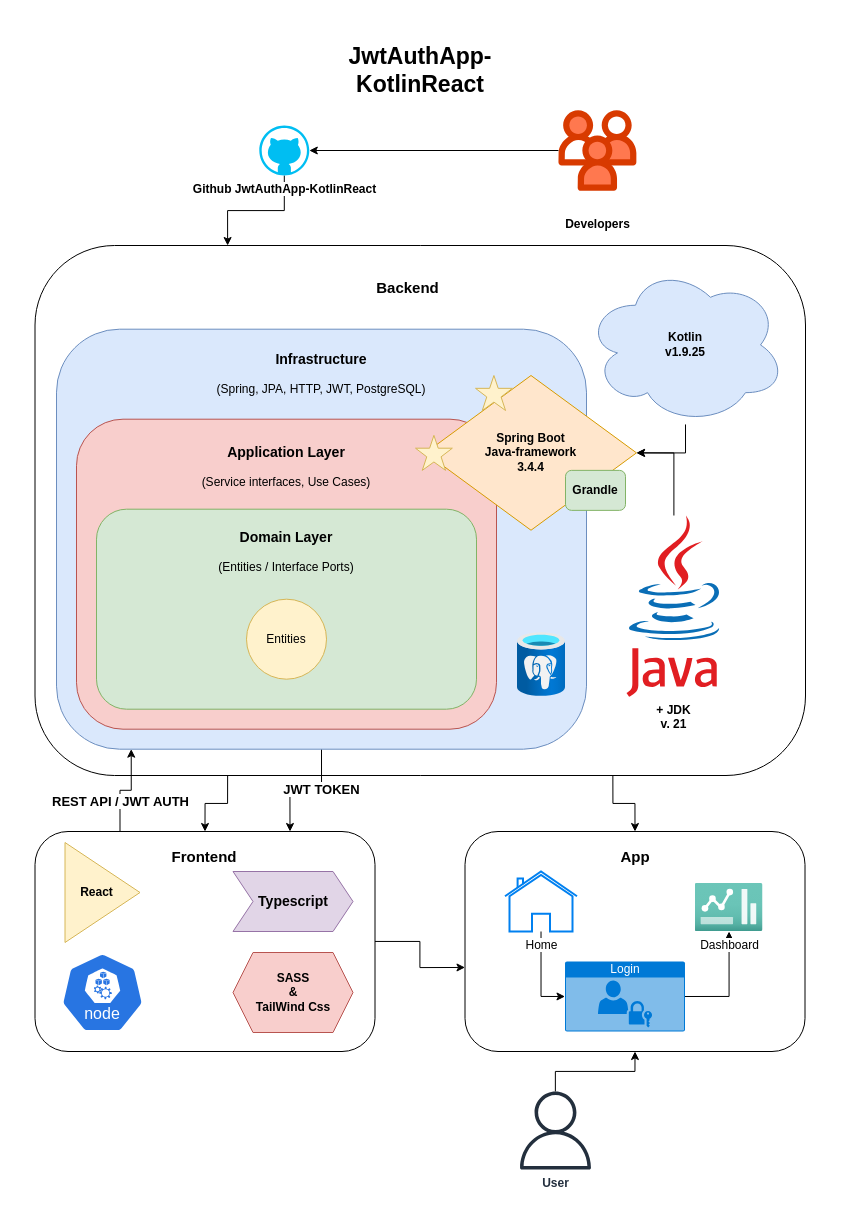 JwtAuthApp-
KotlinReact
Github JwtAuthApp-KotlinReact
Developers
Backend
Kotlin
v1.9.25
Infrastructure
(Spring, JPA, HTTP, JWT, PostgreSQL)
Spring Boot
Java-framework
3.4.4
Grandle
Application Layer
(Service interfaces, Use Cases)
Domain Layer
(Entities / Interface Ports)
Entities
Java
+ JDK
v. 21
REST API / JWT AUTH
JWT TOKEN
Frontend
React
Typescript
node
SASS
&
TailWind Css
App
Home
Dashboard
Login
User